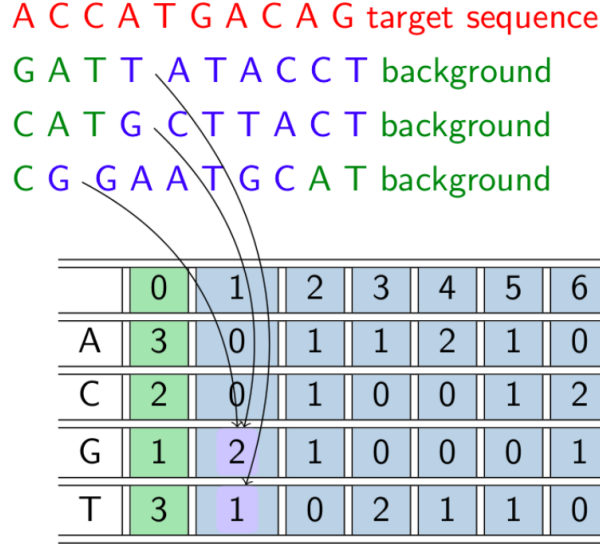 A C C A T G A C A G target sequence
G A T T A T A C C T background
C A T G C T T A C T background
C G G A A T G C A T background
0 1 2 3 4 5 6
A 3 0 1 1 2 1 0
C 2 0 1 0 0 1 2
G 1 2 1 0 0 0 1
T 3 1 0 2 1 1 0